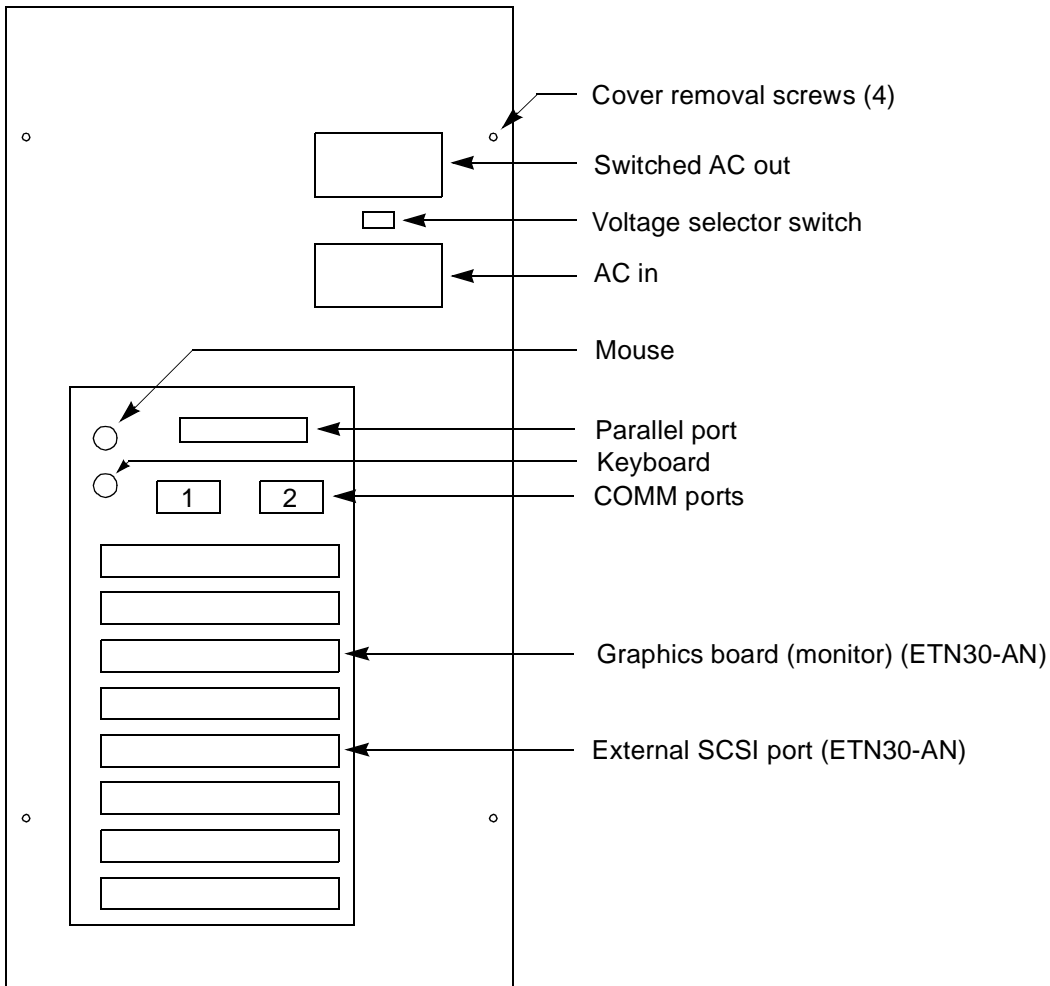 Cover removal screws (4)
Switched AC out
Voltage selector switch
AC in
Mouse
Parallel port
Keyboard
COMM ports
1 2
Graphics board (monitor) (ETN30-AN)
External SCSI port (ETN30-AN)